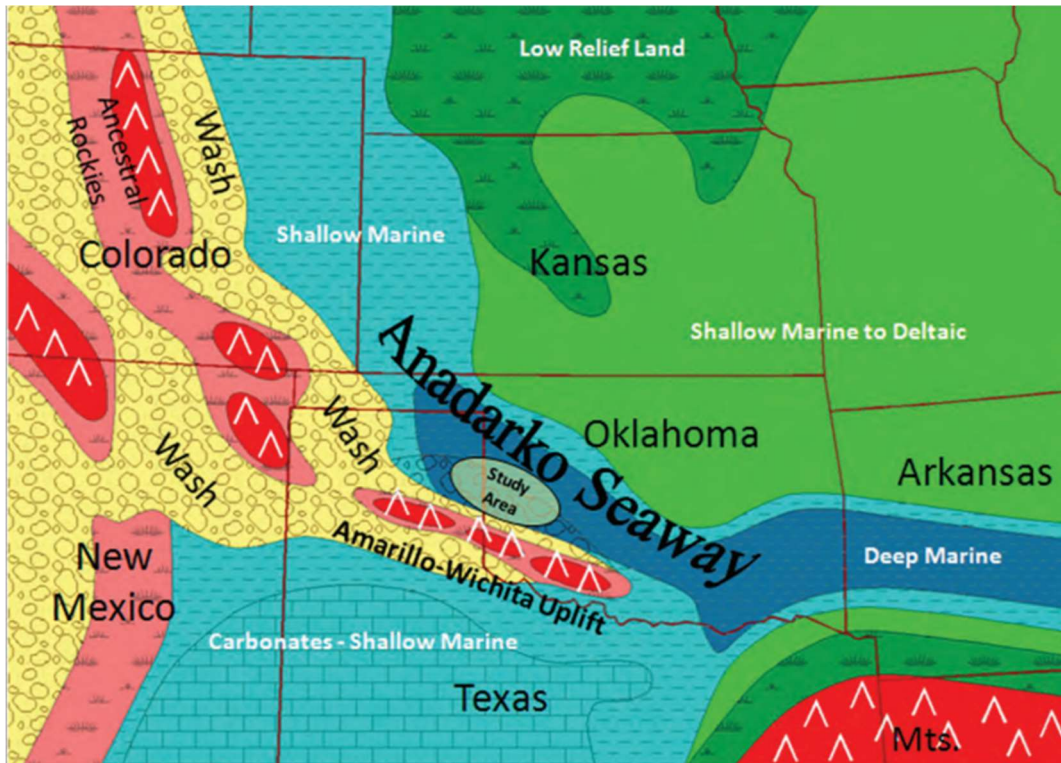 Low Relief Land
Ancestral
Rockies
Wash
Shallow Marine
Colorado
Kansas
Shallow Marine to Deltaic
Anadarko Seaway
Wash
Oklahoma
Wash
Study
Area
Arkansas
Amarillo-Wichita Uplift
Deep Marine
New
Mexico
Carbonates - Shallow Marine
Texas
Mts.